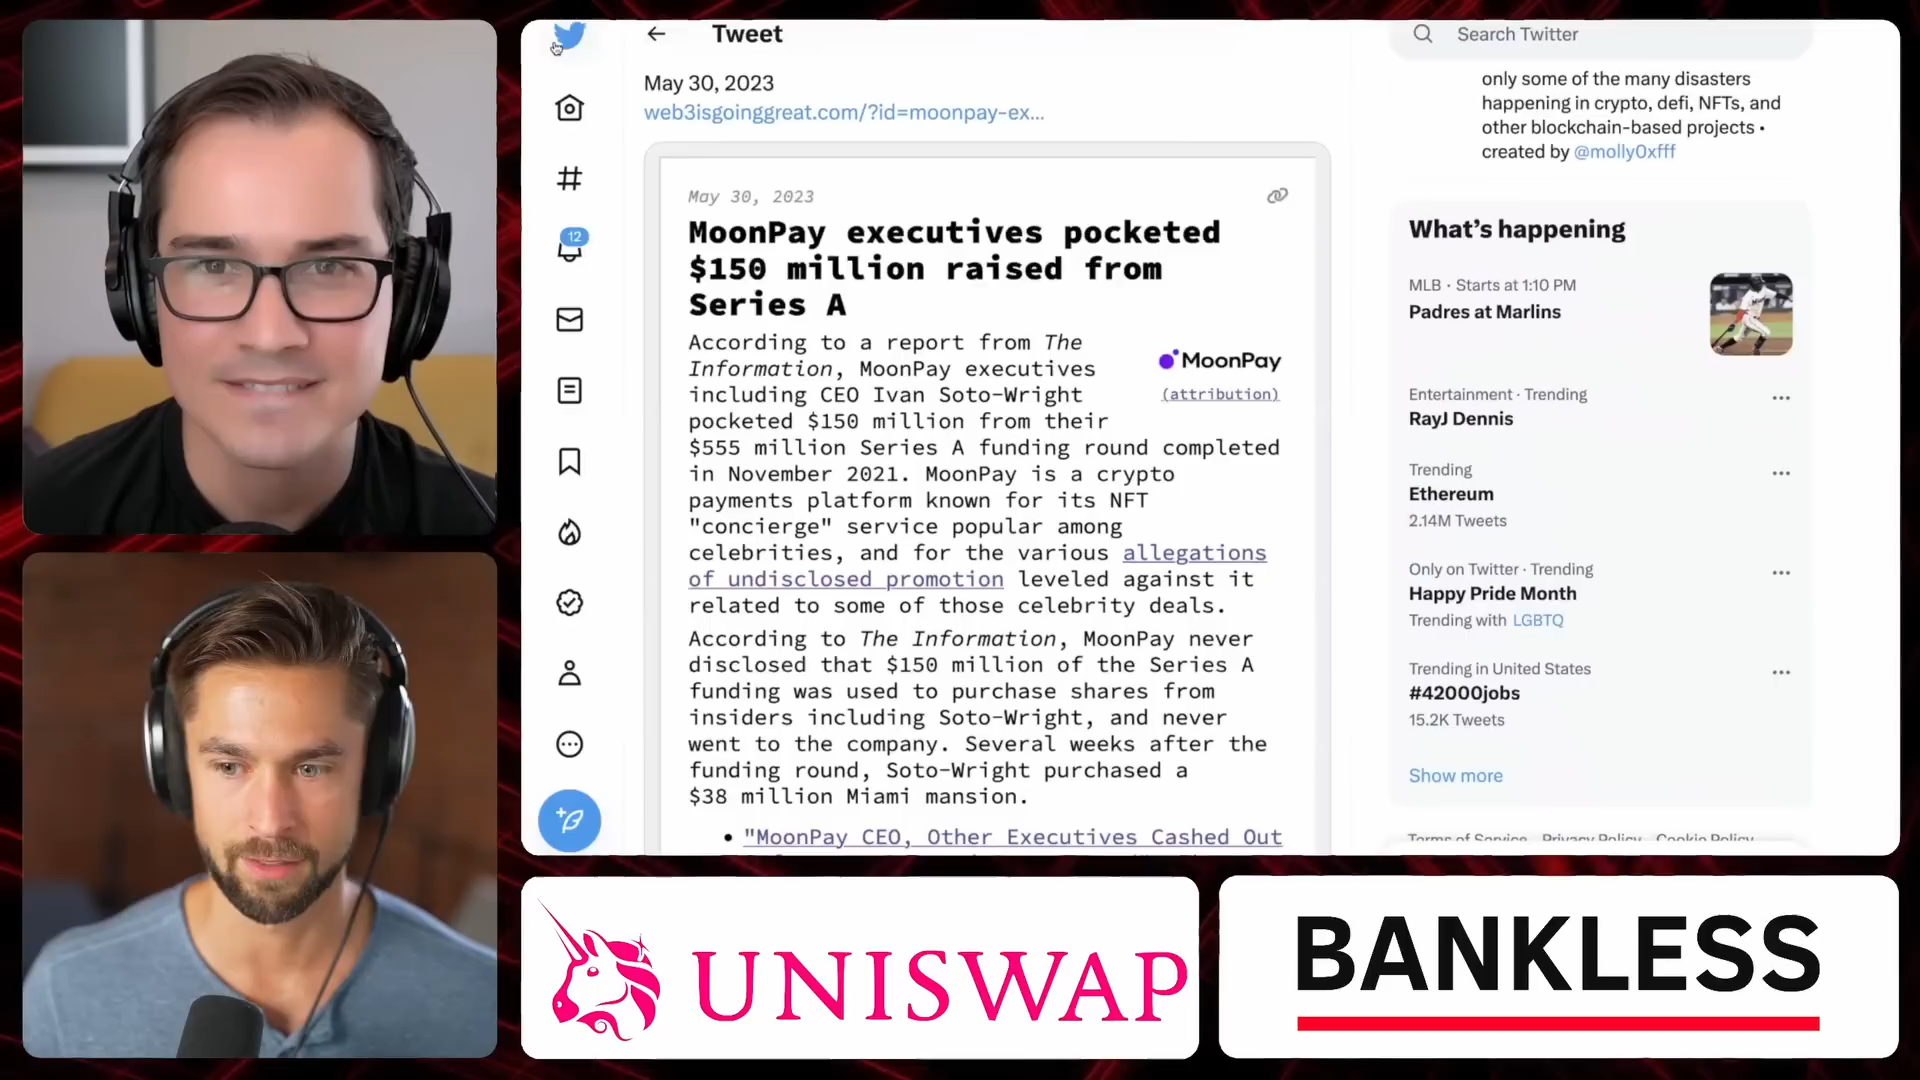 Tweet
May 30, 2023
web3isgoinggreat.com/?id=moonpay-ex...
May 30, 2023
MoonPay executives pocketed
$150 million raised from
Series A
According to a report from The
Information, MoonPay executives
including CEO Ivan Soto-Wright
pocketed $150 million from their
$555 million Series A funding round completed
in November 2021. MoonPay is a crypto
payments platform known for its NFT
"concierge" service popular among
celebrities, and for the various allegations
of undisclosed promotion leveled against it
related to some of those celebrity deals.
MoonPay
(attribution)
According to The Information, MoonPay never
disclosed that $150 million of the Series A
funding was used to purchase shares from
insiders including Soto-Wright, and never
went to the company. Several weeks after the
funding round, Soto-Wright purchased a
$38 million Miami mansion.
• "MoonPay CEO, Other Executives Cashed Out
12
Search Twitter
only some of the many disasters
happening in crypto, defi, NFTs, and
other blockchain-based projects •
created by @molly0xfff
What's happening
MLB · Starts at 1:10 PM
Padres at Marlins
Entertainment · Trending
RayJ Dennis
Trending
Ethereum
2.14M Tweets
Only on Twitter · Trending
Happy Pride Month
Trending with LGBTQ
Trending in United States
#42000jobs
15.2K Tweets
Show more
Terms of Service Privacy Policy Cookie Policy
UNISWAP
BANKLESS